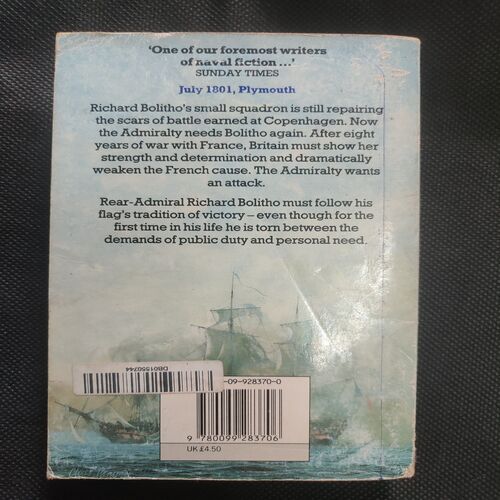 ‘One of our foremost writers
of naval fiction ...’
SUNDAY TIMES
July 1801, Plymouth
Richard Bolitho's small squadron is still repairing
the scars of battle earned at Copenhagen. Now
the Admiralty needs Bolitho again. After eight
years of war with France, Britain must show her
strength and determination and dramatically
weaken the French cause. The Admiralty wants
an attack.
Rear-Admiral Richard Bolitho must follow his
flag's tradition of victory – even though for the
first time in his life he is torn between the
demands of public duty and personal need.
DB01550744
-09-928370-0
9 780099 283706
UK £4.50